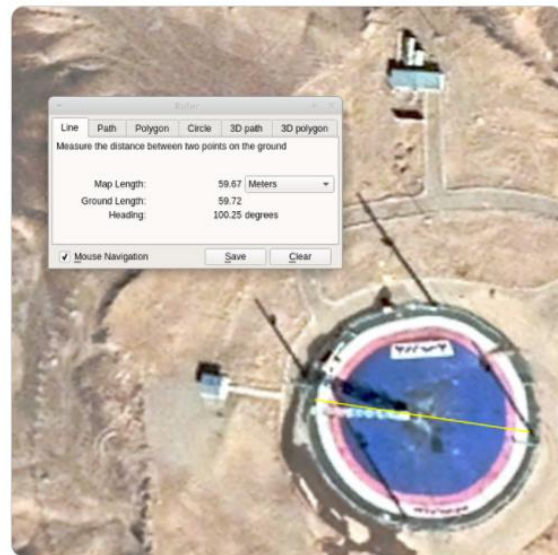 Ruler
Line Path Polygon Circle 3D path 3D polygon
Measure the distance between two points on the ground
Map Length: 59.67 Meters
Ground Length: 59.72
Heading: 100.25 degrees
Mouse Navigation Save Clear